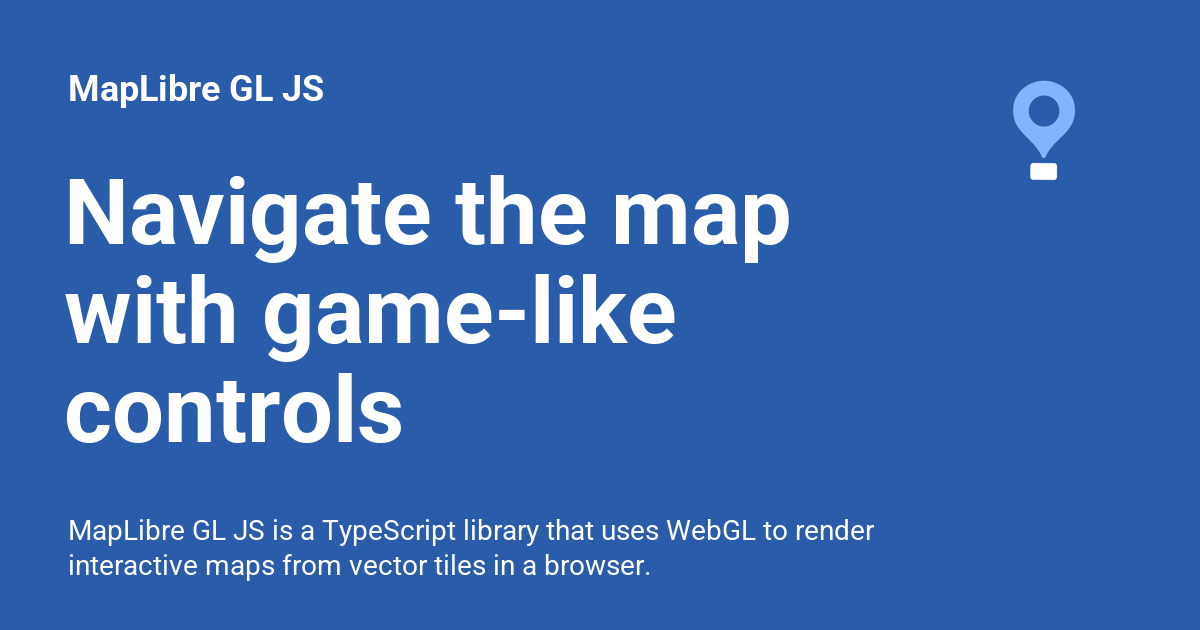 MapLibre GL JS
Navigate the map
with game-like
controls
MapLibre GL JS is a TypeScript library that uses WebGL to render
interactive maps from vector tiles in a browser.